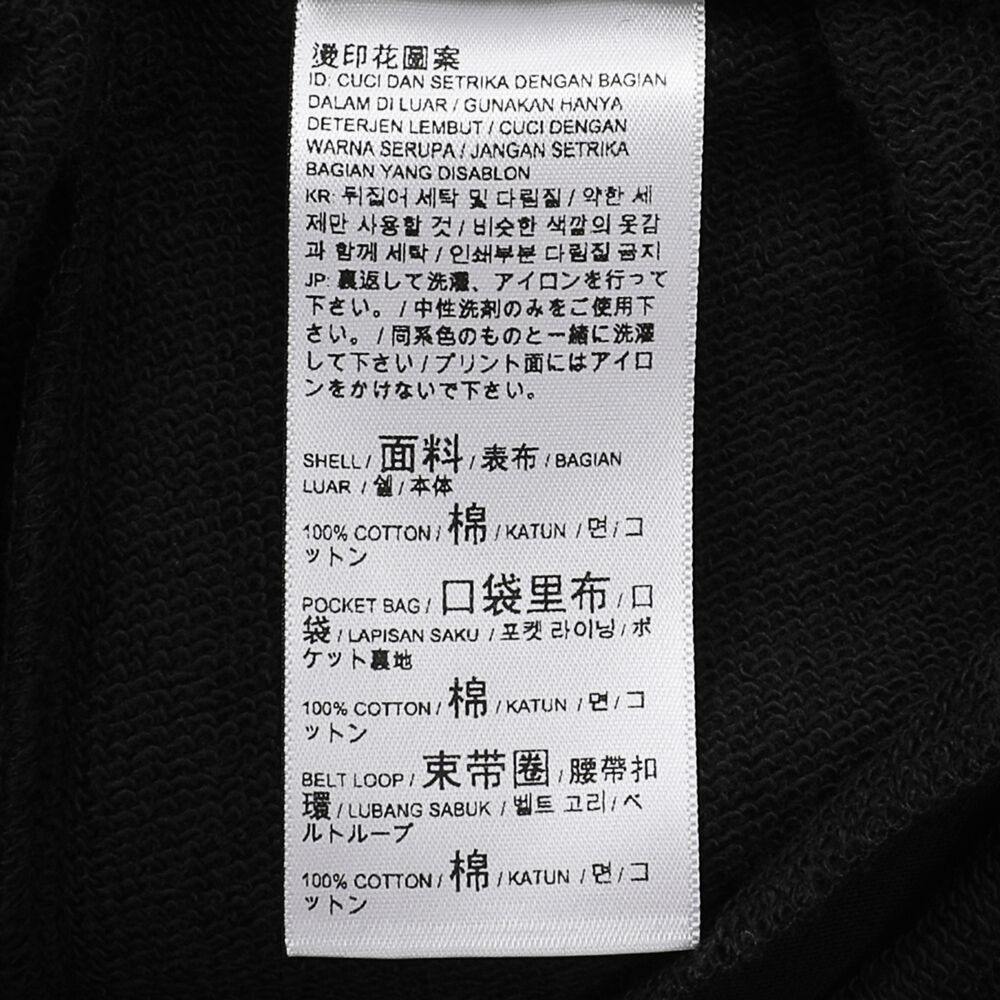 燙印花圖案
ID: CUCI DAN SETRIKA DENGAN BAGIAN
DALAM DI LUAR / GUNAKAN HANYA
DETERJEN LEMBUT / CUCI DENGAN
WARNA SERUPA / JANGAN SETRIKA
BAGIAN YANG DISABLON
KR: 뒤집어 세탁 및 다림질 / 약한 세
제만 사용할 것 / 비슷한 색깔의 옷감
과 함께 세탁 / 인쇄부분 다림질 금지
JP: 裏返して洗濯、アイロンを行って
下さい。 / 中性洗剤のみをご使用下
さい。 / 同系色のものと一緒に洗濯
して下さい / プリント面にはアイロ
ンをかけないで下さい。
SHELL / 面料 / 表布 / BAGIAN
LUAR / 쉘 / 本体
100% COTTON / 棉 / KATUN / 면 / コ
ットン
POCKET BAG / 口袋里布 / 口
袋 / LAPISAN SAKU / 포켓 라이닝 / ポ
ケット裏地
100% COTTON / 棉 / KATUN / 면 / コ
ットン
BELT LOOP / 束带圈 / 腰帶扣
環 / LUBANG SABUK / 벨트 고리 / ベ
ルトループ
100% COTTON / 棉 / KATUN / 면 / コ
ットン